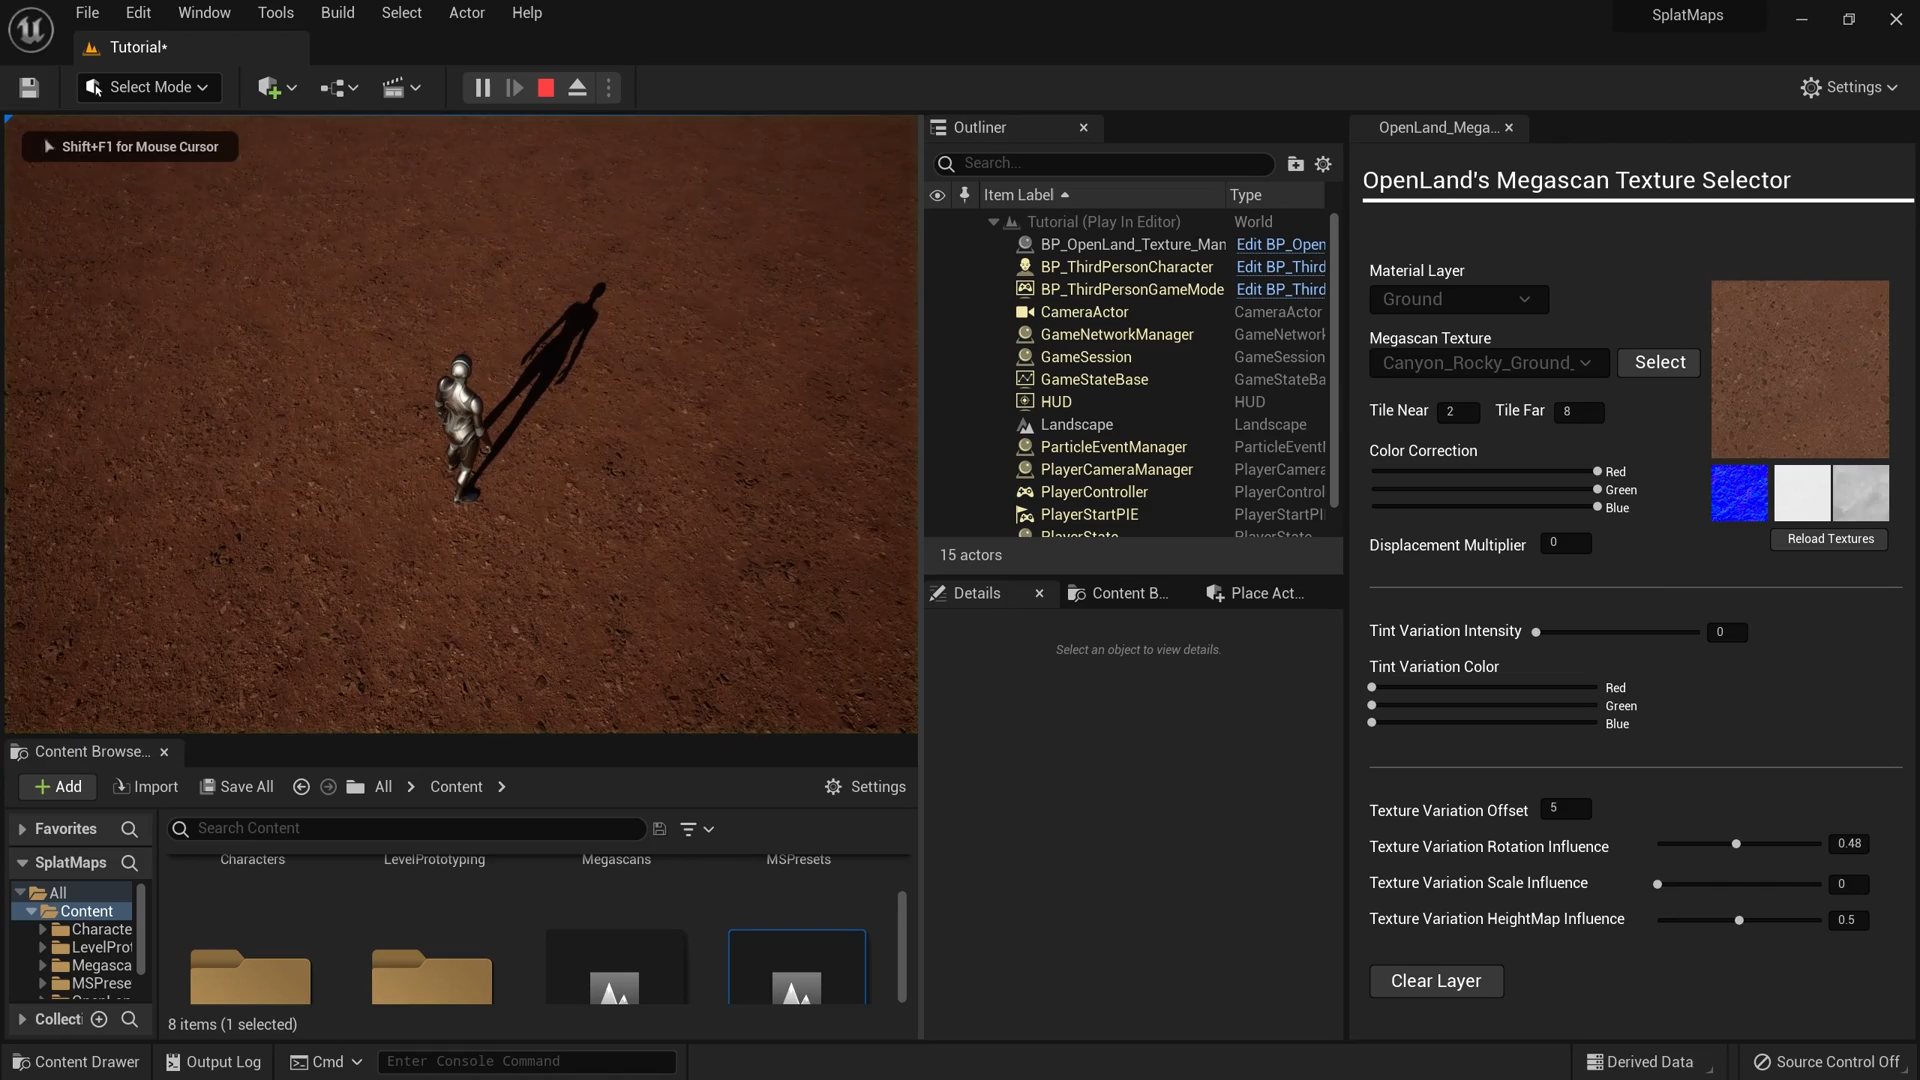 File Edit Window Tools Build Select Actor Help
SplatMaps
Tutorial*
Select Mode
Settings
Shift+F1 for Mouse Cursor
Outliner
Search...
Item Label Type
Tutorial (Play In Editor) World
BP_OpenLand_Texture_Man Edit BP_Open
BP_ThirdPersonCharacter Edit BP_Third
BP_ThirdPersonGameMode Edit BP_Third
CameraActor CameraActor
GameNetworkManager GameNetwork
GameSession GameSession
GameStateBase GameStateBa
HUD HUD
Landscape Landscape
ParticleEventManager ParticleEvent
PlayerCameraManager PlayerCamera
PlayerController PlayerControl
PlayerStartPIE PlayerStartPI
PlayerState PlayerState
15 actors
Details Content B... Place Act...
Select an object to view details.
OpenLand_Mega...
OpenLand's Megascan Texture Selector
Material Layer
Ground
Megascan Texture
Canyon_Rocky_Ground_ Select
Tile Near 2 Tile Far 8
Color Correction
Red
Green
Blue
Displacement Multiplier 0
Reload Textures
Tint Variation Intensity 0
Tint Variation Color
Red
Green
Blue
Texture Variation Offset 5
Texture Variation Rotation Influence 0.48
Texture Variation Scale Influence 0
Texture Variation HeightMap Influence 0.5
Clear Layer
Content Browse...
Add Import Save All All Content Settings
Favorites
Search Content
SplatMaps
All
Content
Characte
LevelProt
Megasca
MSPrese
Collecti
Characters LevelPrototyping Megascans MSPresets
8 items (1 selected)
Content Drawer Output Log Cmd Enter Console Command Derived Data Source Control Off